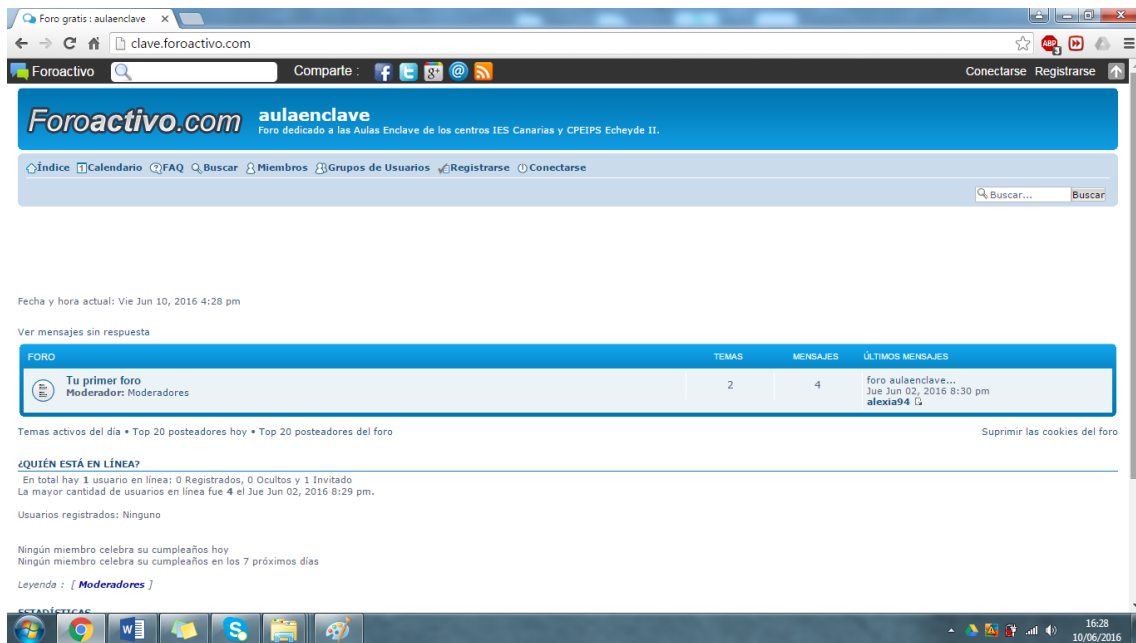 Foro gratis : aulaenclave
clave.foroactivo.com
ABP 3
Foroactivo Comparte : Conectarse Registrarse
Foroactivo.com
aulaenclave
Foro dedicado a las Aulas Enclave de los centros IES Canarias y CPEIPS Echeyde II.
Índice Calendario FAQ Buscar Miembros Grupos de Usuarios Registrarse Conectarse
Buscar... Buscar
Fecha y hora actual: Vie Jun 10, 2016 4:28 pm
Ver mensajes sin respuesta
FORO TEMAS MENSAJES ÚLTIMOS MENSAJES
Tu primer foro
Moderador: Moderadores
2 4
foro aulaenclave...
Jue Jun 02, 2016 8:30 pm
alexia94
Temas activos del día • Top 20 posteadores hoy • Top 20 posteadores del foro Suprimir las cookies del foro
¿QUIÉN ESTÁ EN LÍNEA?
En total hay 1 usuario en línea: 0 Registrados, 0 Ocultos y 1 Invitado
La mayor cantidad de usuarios en línea fue 4 el Jue Jun 02, 2016 8:29 pm.
Usuarios registrados: Ninguno
Ningún miembro celebra su cumpleaños hoy
Ningún miembro celebra su cumpleaños en los 7 próximos días
Leyenda : [ Moderadores ]
ESTADÍSTICAS
16:28
10/06/2016